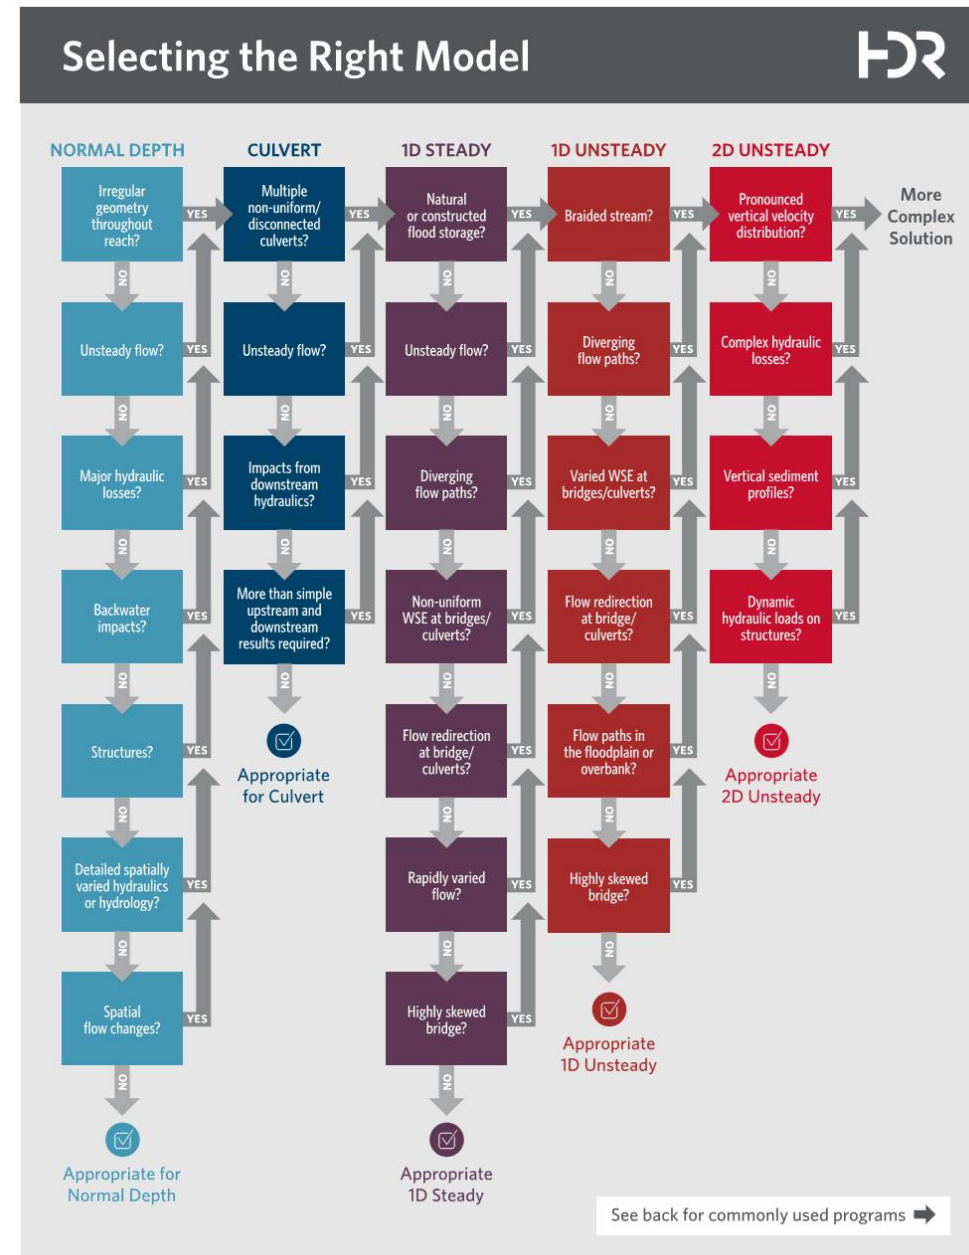 Selecting the Right Model
HDR
NORMAL DEPTH
Irregular
geometry
throughout
reach?
YES
NO
Unsteady flow?
YES
NO
Major hydraulic
losses?
YES
NO
Backwater
impacts?
YES
NO
Structures?
YES
NO
Detailed spatially
varied hydraulics
or hydrology?
YES
NO
Spatial
flow changes?
YES
NO
Appropriate for
Normal Depth
CULVERT
Multiple
non-uniform/
disconnected
culverts?
YES
NO
Unsteady flow?
YES
NO
Impacts from
downstream
hydraulics?
YES
NO
More than simple
upstream and
downstream
results required?
YES
NO
Appropriate
for Culvert
1D STEADY
Natural
or constructed
flood storage?
YES
NO
Unsteady flow?
YES
NO
Diverging
flow paths?
YES
NO
Non-uniform
WSE at bridges/
culverts?
YES
NO
Flow redirection
at bridge/
culverts?
YES
NO
Rapidly varied
flow?
YES
NO
Highly skewed
bridge?
YES
NO
Appropriate
1D Steady
1D UNSTEADY
Braided stream?
YES
NO
Diverging
flow paths?
YES
NO
Varied WSE at
bridges/culverts?
YES
NO
Flow redirection
at bridge/
culverts?
YES
NO
Flow paths in
the floodplain or
overbank?
YES
NO
Highly skewed
bridge?
YES
NO
Appropriate
1D Unsteady
2D UNSTEADY
Pronounced
vertical velocity
distribution?
YES
NO
Complex hydraulic
losses?
YES
NO
Vertical sediment
profiles?
YES
NO
Dynamic
hydraulic loads on
structures?
YES
NO
Appropriate
2D Unsteady
More
Complex
Solution
See back for commonly used programs